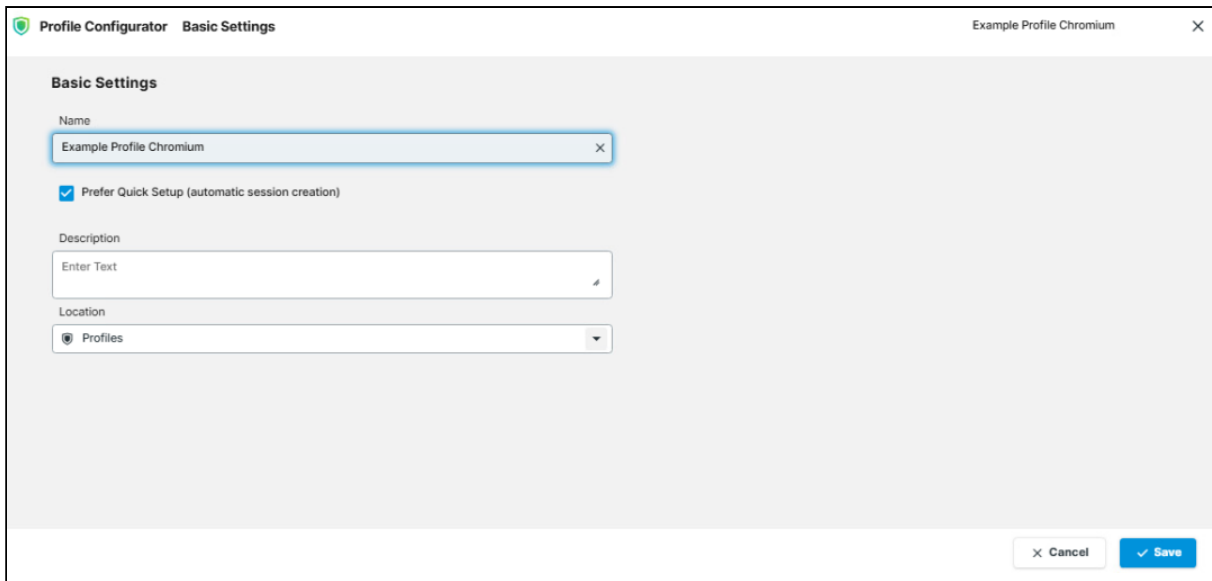 Profile Configurator Basic Settings Example Profile Chromium
Basic Settings
Name
Example Profile Chromium
Prefer Quick Setup (automatic session creation)
Description
Enter Text
Location
Profiles
Cancel Save